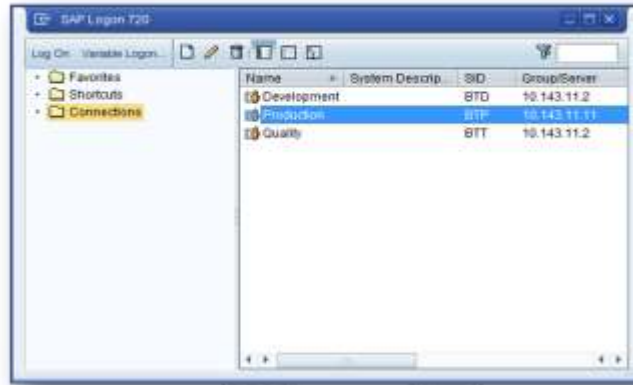 SAP Logon 720
Log On Variable Logon...
Favorites
Shortcuts
Connections
Name System Descrip... SID Group/Server
Development BTD 10.143.11.2
Production BTP 10.143.11.11
Quality BTT 10.143.11.2